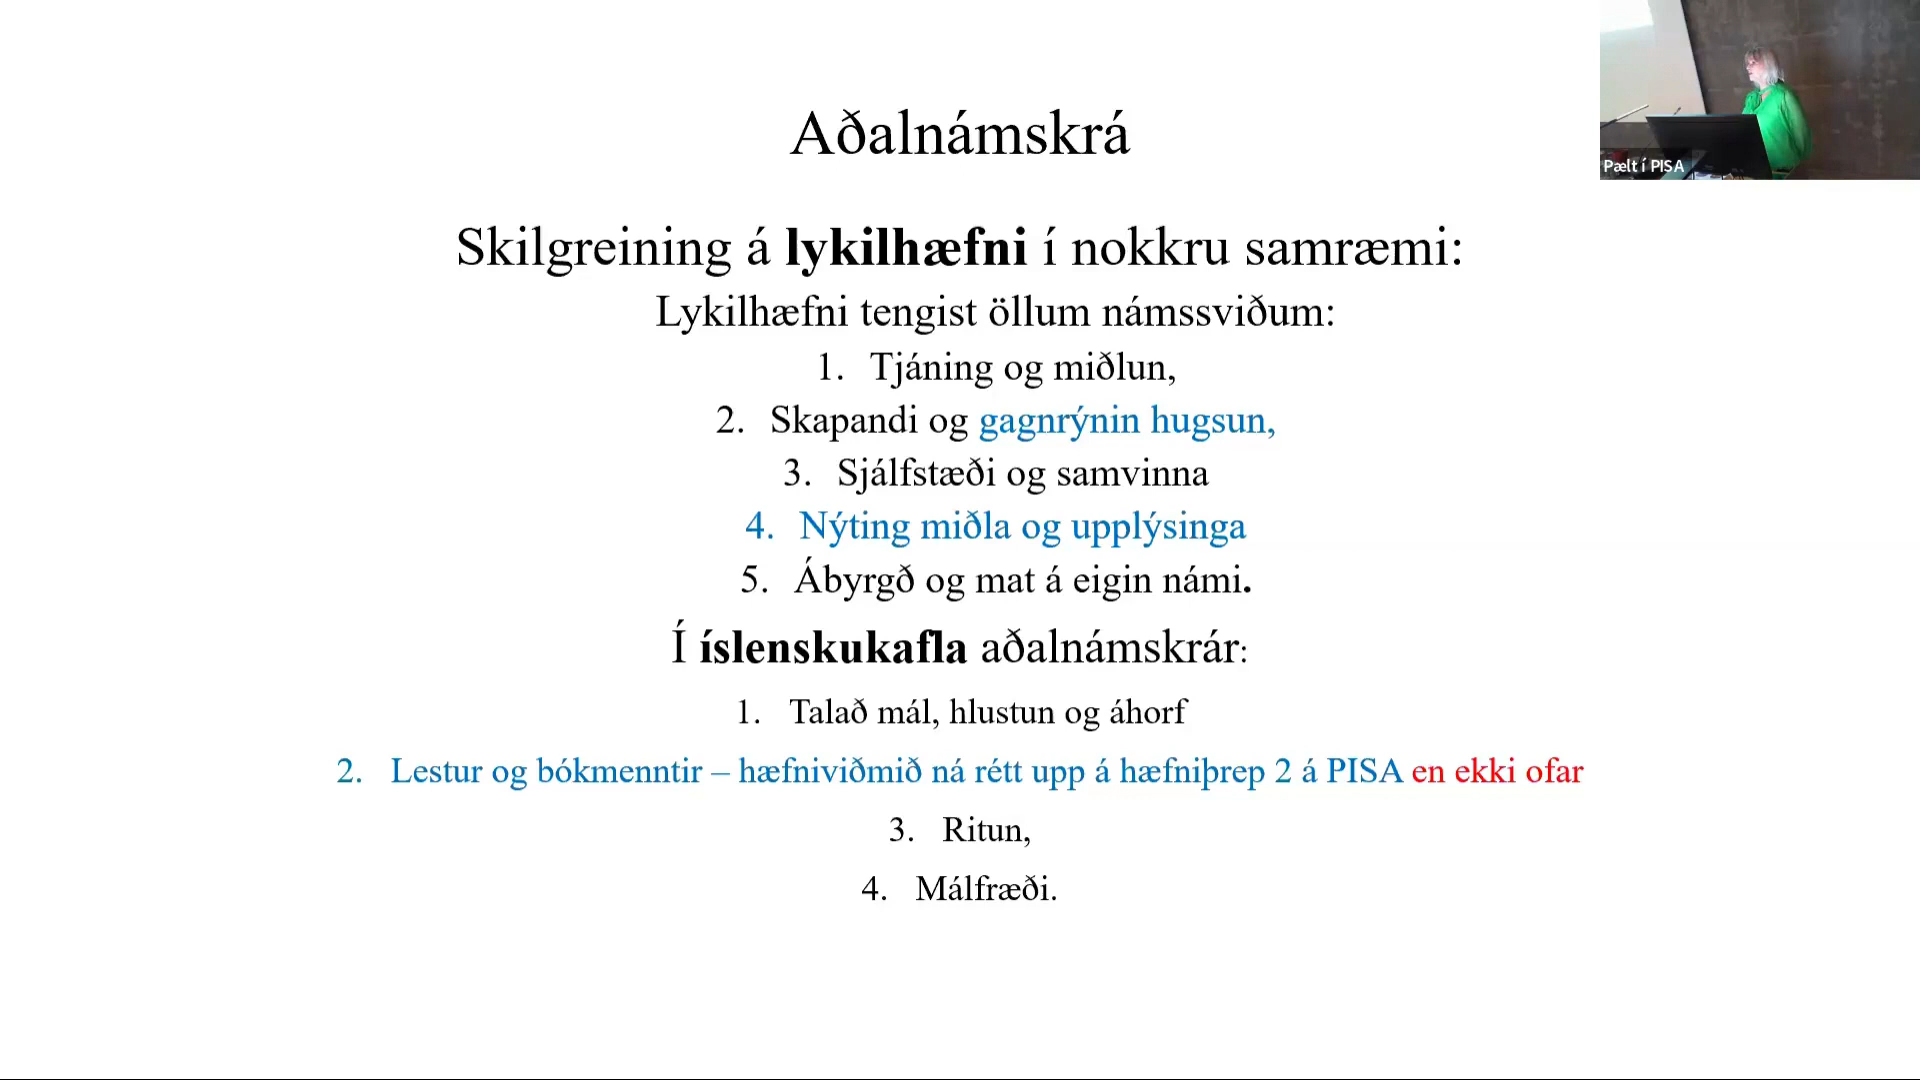 Aðalnámskrá
Pælt í PISA
Skilgreining á lykilhæfni í nokkru samræmi:
Lykilhæfni tengist öllum námssviðum:
1. Tjáning og miðlun,
2. Skapandi og gagnrýnin hugsun,
3. Sjálfstæði og samvinna
4. Nýting miðla og upplýsinga
5. Ábyrgð og mat á eigin námi.
Í íslenskukafla aðalnámskrár:
1. Talað mál, hlustun og áhorf
2. Lestur og bókmenntir – hæfniviðmið ná rétt upp á hæfniþrep 2 á PISA en ekki ofar
3. Ritun,
4. Málfræði.